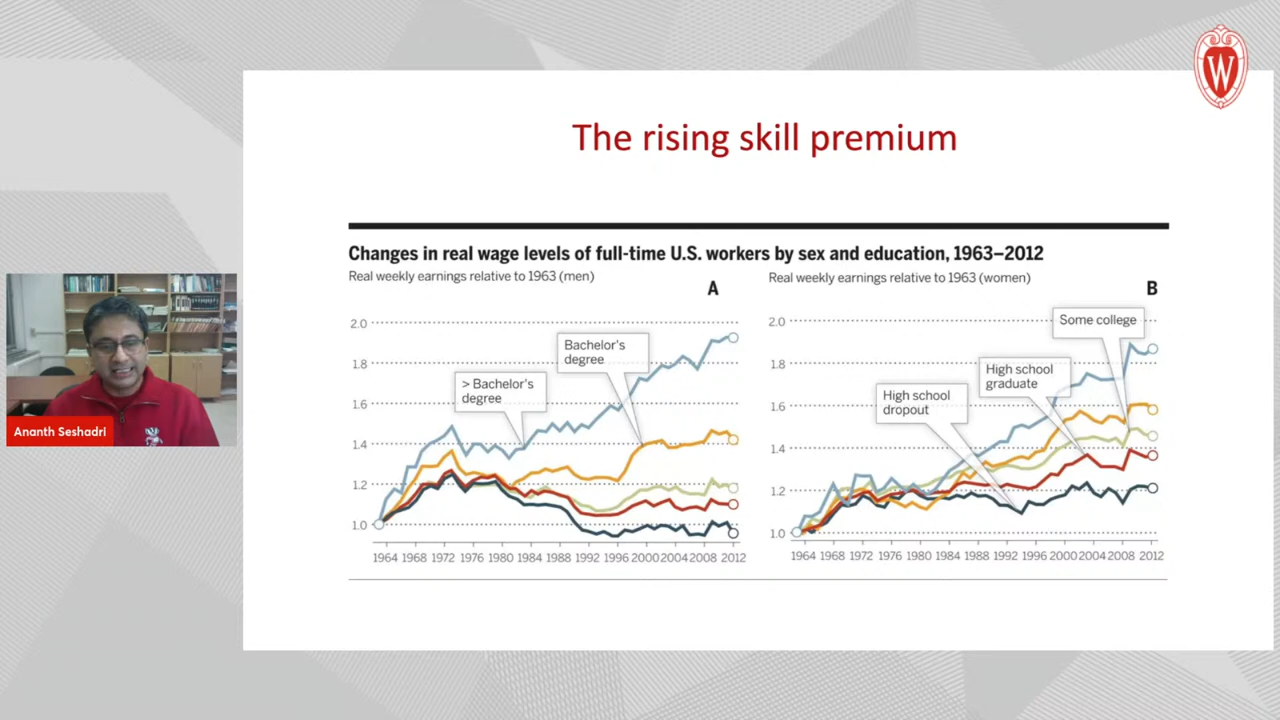 W
The rising skill premium
Changes in real wage levels of full-time U.S. workers by sex and education, 1963–2012
Real weekly earnings relative to 1963 (men)
A
2.0
1.8
1.6
1.4
1.2
1.0
> Bachelor's
degree
Bachelor's
degree
1964 1968 1972 1976 1980 1984 1988 1992 1996 2000 2004 2008 2012
Real weekly earnings relative to 1963 (women)
B
2.0
1.8
1.6
1.4
1.2
1.0
High school
dropout
High school
graduate
Some college
1964 1968 1972 1976 1980 1984 1988 1992 1996 2000 2004 2008 2012
Ananth Seshadri